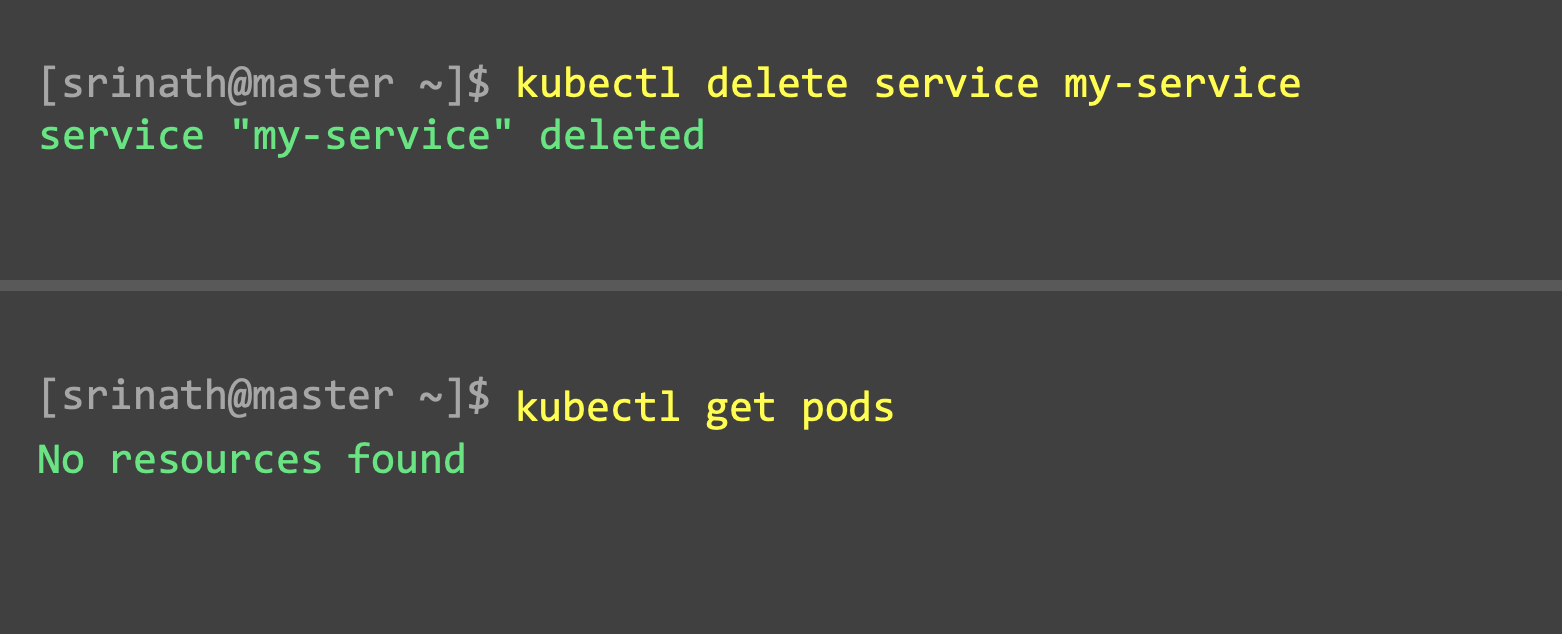 [srinath@master ~]$ kubectl delete service my-service
service "my-service" deleted
[srinath@master ~]$ kubectl get pods
No resources found